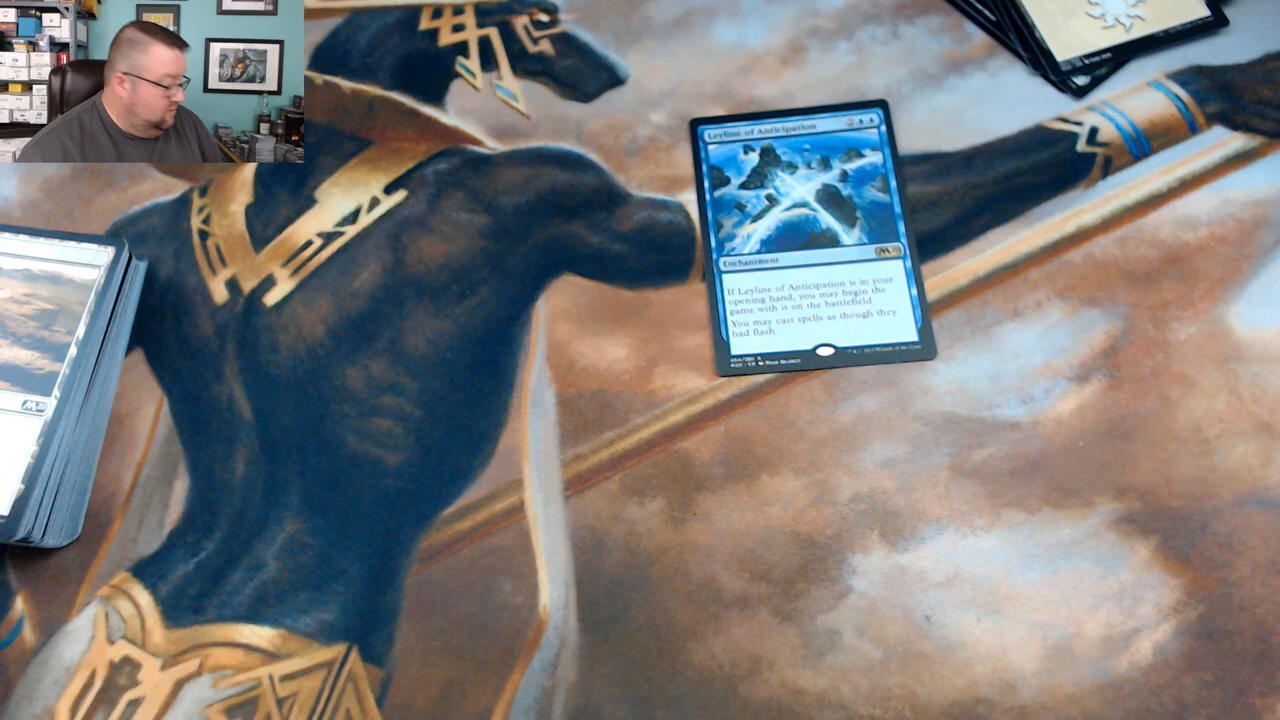 Leyline of Anticipation
Enchantment
If Leyline of Anticipation is in your
opening hand, you may begin the
game with it on the battlefield.
You may cast spells as though they
had flash.